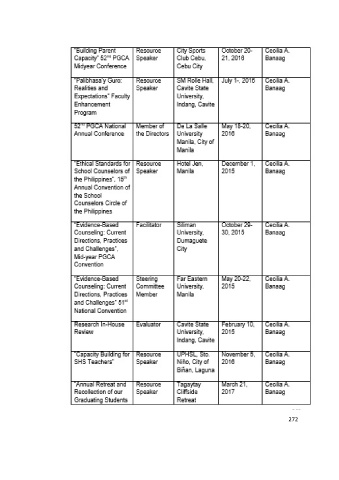 "Building Parent Capacity" 52nd PGCA Midyear Conference | Resource Speaker | City Sports Club Cebu, Cebu City | October 20-21, 2016 | Cecilia A. Banaag
"Palibhasa'y Guro: Realities and Expectations" Faculty Enhancement Program | Resource Speaker | SM Rolle Hall, Cavite State University, Indang, Cavite | July 1-, 2016 | Cecilia A. Banaag
52nd PGCA National Annual Conference | Member of the Directors | De La Salle University Manila, City of Manila | May 18-20, 2016 | Cecilia A. Banaag
"Ethical Standards for School Counselors of the Philippines", 15th Annual Convention of the School Counselors Circle of the Philippines | Resource Speaker | Hotel Jen, Manila | December 1, 2015 | Cecilia A. Banaag
"Evidence-Based Counseling: Current Directions, Practices and Challenges", Mid-year PGCA Convention | Facilitator | Siliman University, Dumaguete City | October 29-30, 2015 | Cecilia A. Banaag
"Evidence-Based Counseling: Current Directions, Practices and Challenges" 51st National Convention | Steering Committee Member | Far Eastern University, Manila | May 20-22, 2015 | Cecilia A. Banaag
Research In-House Review | Evaluator | Cavite State University, Indang, Cavite | February 10, 2015 | Cecilia A. Banaag
"Capacity Building for SHS Teachers" | Resource Speaker | UPHSL, Sto. Niño, City of Biñan, Laguna | November 5, 2016 | Cecilia A. Banaag
"Annual Retreat and Recollection of our Graduating Students | Resource Speaker | Tagaytay Cliffside Retreat | March 21, 2017 | Cecilia A. Banaag
272